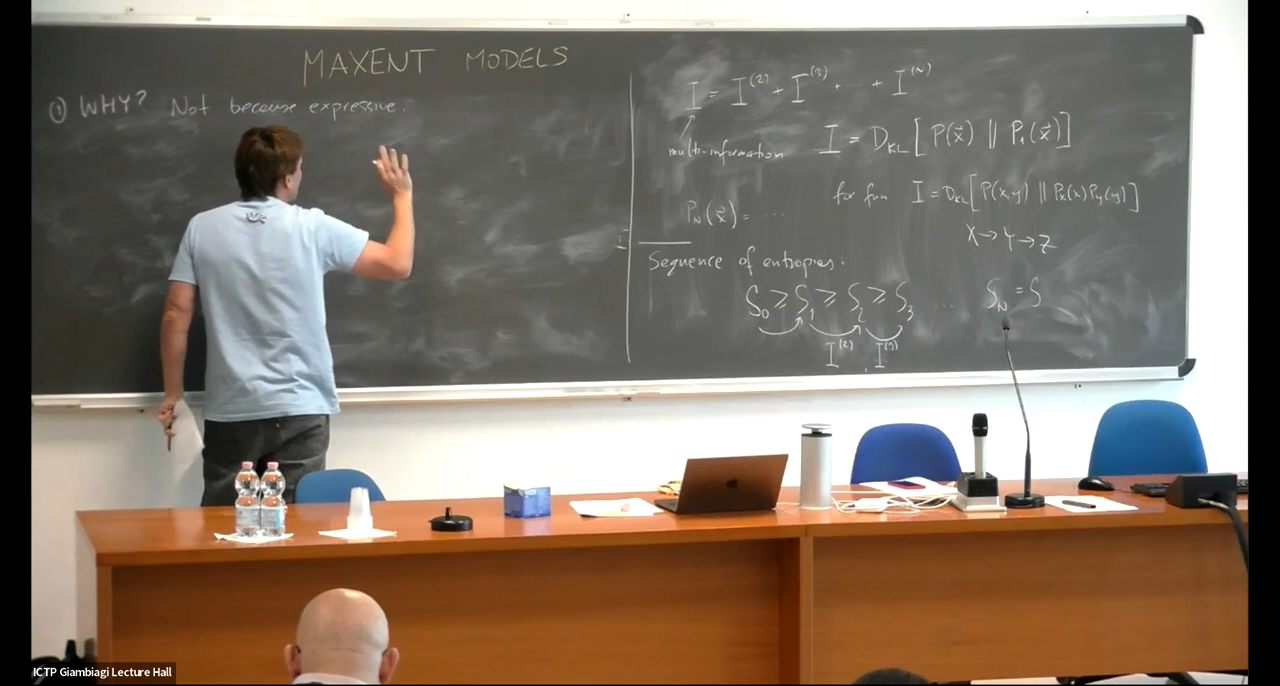 MAXENT MODELS
① WHY? Not because expressive.
I = I^(2) + I^(3) ..... + I^(N)
multi-information
I = D_KL [ P(x⃗) || P_1(x⃗) ]
for fun I = D_KL [ P(x,y) || P_x(x) P_y(y) ]
P_N(x⃗) = ...
X → Y → Z
Sequence of entropies:
S_0 ≥ S_1 ≥ S_2 ≥ S_3 ... S_N = S
I^(2) I^(3)
ICTP Giambiagi Lecture Hall